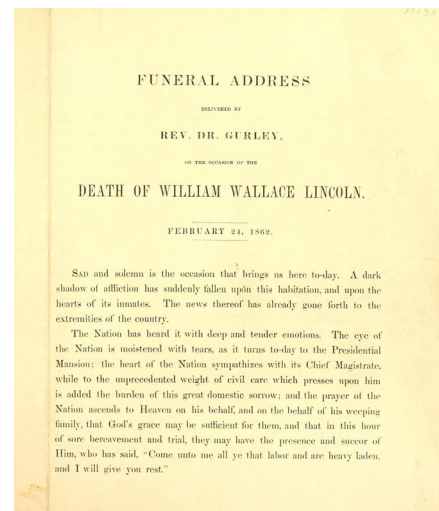 FUNERAL ADDRESS
DELIVERED BY
REV. DR. GURLEY,
ON THE OCCASION OF THE
DEATH OF WILLIAM WALLACE LINCOLN.
FEBRUARY 24, 1862.
SAD and solemn is the occasion that brings us here to-day. A dark
shadow of affliction has suddenly fallen upon this habitation, and upon the
hearts of its inmates. The news thereof has already gone forth to the
extremities of the country.
The Nation has heard it with deep and tender emotions. The eye of
the Nation is moistened with tears, as it turns to-day to the Presidential
Mansion; the heart of the Nation sympathizes with its Chief Magistrate,
while to the unprecedented weight of civil care which presses upon him
is added the burden of this great domestic sorrow; and the prayer of the
Nation ascends to Heaven on his behalf, and on the behalf of his weeping
family, that God's grace may be sufficient for them, and that in this hour
of sore bereavement and trial, they may have the presence and succor of
Him, who has said, "Come unto me all ye that labor and are heavy laden,
and I will give you rest."